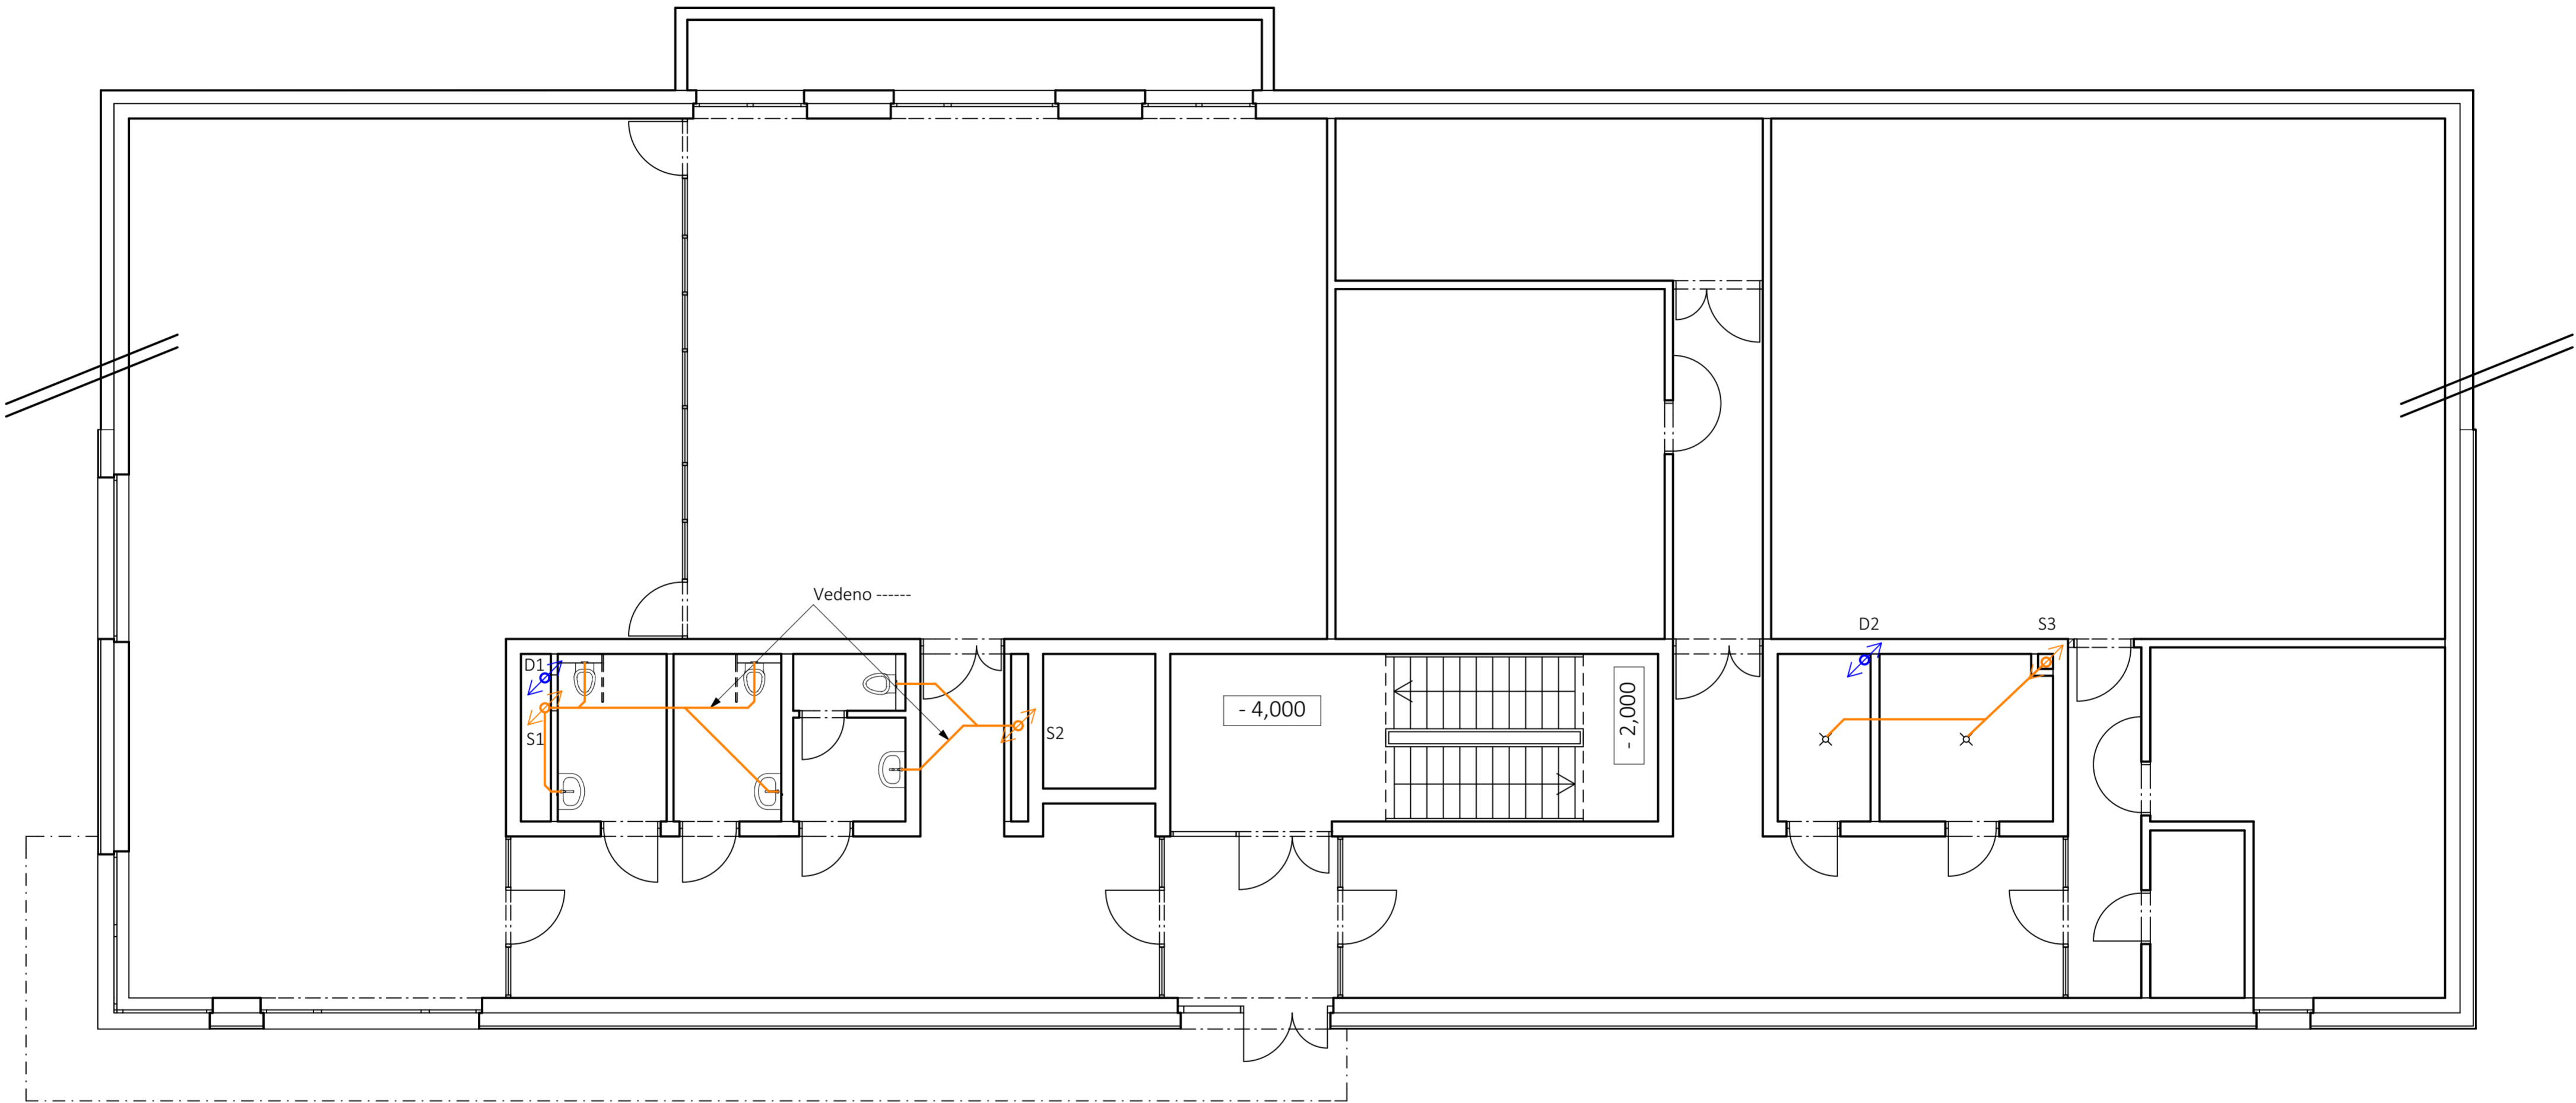 Vedeno ------
D2
S3
D1
- 4,000
- 2,000
S1
S2